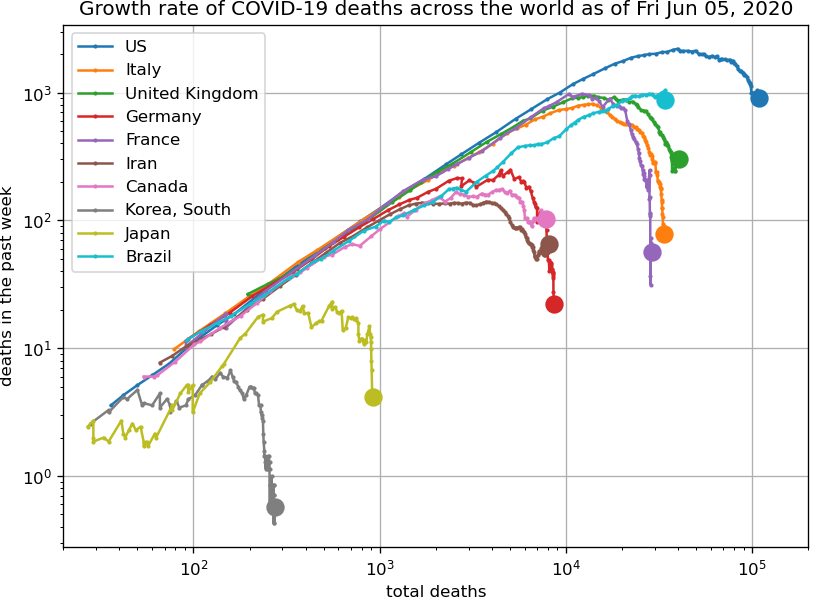 Growth rate of COVID-19 deaths across the world as of Fri Jun 05, 2020
US
Italy
United Kingdom
Germany
France
Iran
Canada
Korea, South
Japan
Brazil
deaths in the past week
10³
10²
10¹
10⁰
10² 10³ 10⁴ 10⁵
total deaths